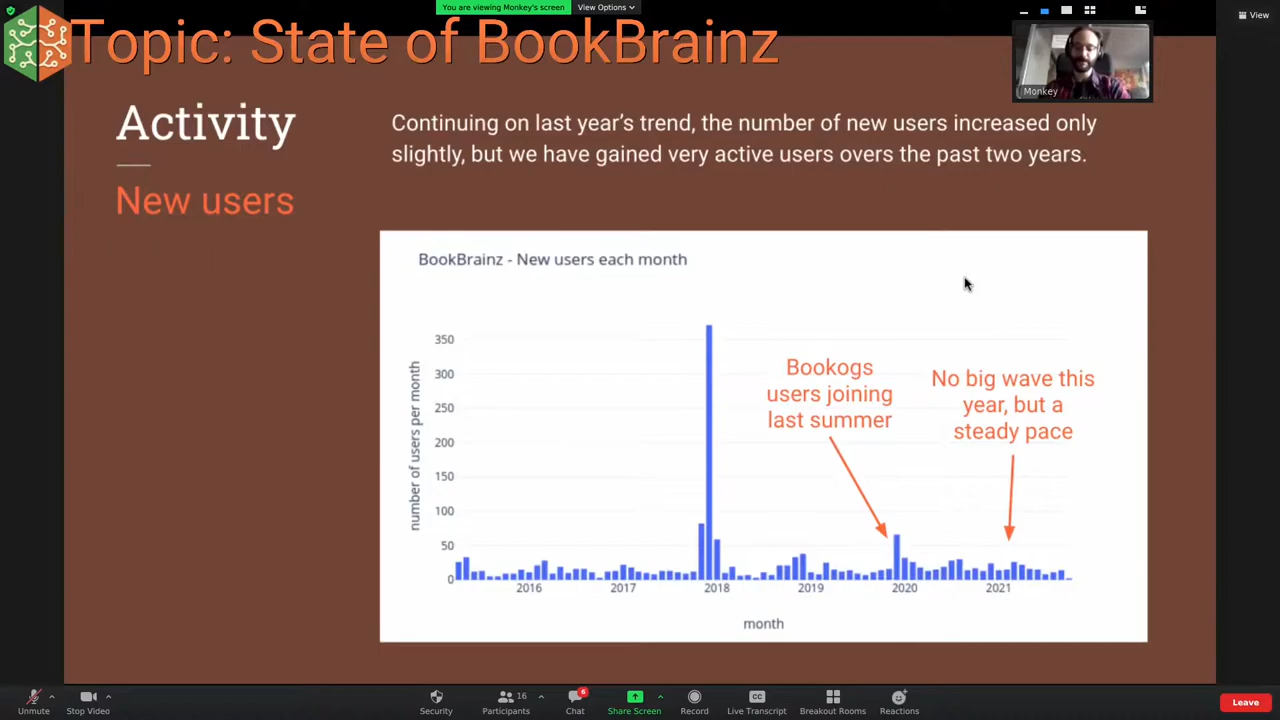 You are viewing Monkey's screen
View Options
View
Topic: State of BookBrainz
Monkey
Activity
New users
Continuing on last year's trend, the number of new users increased only
slightly, but we have gained very active users overs the past two years.
BookBrainz - New users each month
number of users per month
350
300
250
200
150
100
50
0
Bookogs
users joining
last summer
No big wave this
year, but a
steady pace
2016
2017
2018
2019
2020
2021
month
Unmute
Stop Video
Security
16
Participants
6
Chat
Share Screen
Record
CC
Live Transcript
Breakout Rooms
Reactions
Leave